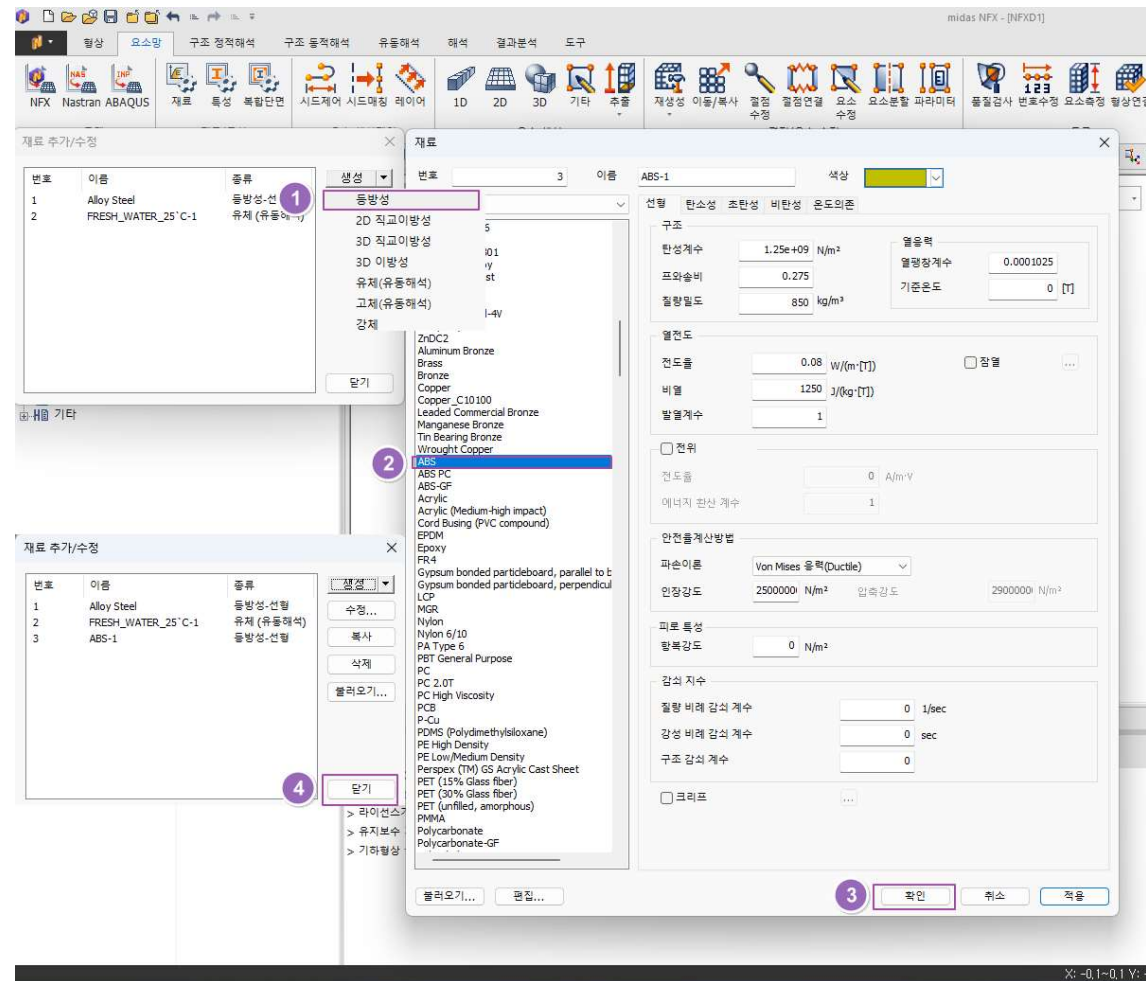 midas NFX - [NFXD1]
형상 요소망 구조 정적해석 구조 동적해석 유동해석 해석 결과분석 도구
NAS INP 123
NFX Nastran ABAQUS 재료 특성 복합단면 시드제어 시드매칭 레이어 1D 2D 3D 기타 추출 재생성 이동/복사 절점 수정 절점연결 요소 수정 요소분할 파라미터 품질검사 번호수정 요소측정 형상연결
재료 추가/수정
번호 이름 종류 생성
1 Alloy Steel 등방성-선
2 FRESH_WATER_25`C-1 유체 (유동해석)
1
등방성
2D 직교이방성
3D 직교이방성
3D 이방성
유체(유동해석)
고체(유동해석)
강체
닫기
기타
재료
번호 3 이름 ABS-1 색상
선형 탄소성 초탄성 비탄성 온도의존
l-4V
ZnDC2
Aluminum Bronze
Brass
Bronze
Copper
Copper_C10100
Leaded Commercial Bronze
Manganese Bronze
Tin Bearing Bronze
Wrought Copper
2
ABS
ABS PC
ABS-GF
Acrylic
Acrylic (Medium-high impact)
Cord Busing (PVC compound)
EPDM
Epoxy
FR4
Gypsum bonded partideboard, parallel to b
Gypsum bonded partideboard, perpendicul
LCP
MGR
Nylon
Nylon 6/10
PA Type 6
PBT General Purpose
PC
PC 2.0T
PC High Viscosity
PCB
P-Cu
PDMS (Polydimethylsiloxane)
PE High Density
PE Low/Medium Density
Perspex (TM) GS Acrylic Cast Sheet
PET (15% Glass fiber)
PET (30% Glass fiber)
PET (unfilled, amorphous)
PMMA
Polycarbonate
Polycarbonate-GF
구조
탄성계수 1.25e+09 N/m²
프와송비 0.275
질량밀도 850 kg/m³
열응력
열팽창계수 0.0001025
기준온도 0 [T]
열전도
전도율 0.08 W/(m·[T]) 잠열 ...
비열 1250 J/(kg·[T])
발열계수 1
전위
전도율 0 A/m·V
에너지 환산 계수 1
안전율계산방법
파손이론 Von Mises 응력(Ductile)
인장강도 2500000 N/m² 압축강도 2900000 N/m²
피로 특성
항복강도 0 N/m²
감쇠 지수
질량 비례 감쇠 계수 0 1/sec
강성 비례 감쇠 계수 0 sec
구조 감쇠 계수 0
크리프 ...
불러오기... 편집... 3 확인 취소 적용
재료 추가/수정
번호 이름 종류 생성
1 Alloy Steel 등방성-선형
2 FRESH_WATER_25`C-1 유체 (유동해석)
3 ABS-1 등방성-선형
수정...
복사
삭제
불러오기...
4 닫기
> 라이선스
> 유지보수
> 기하형상
X: -0,1~0,1 Y: